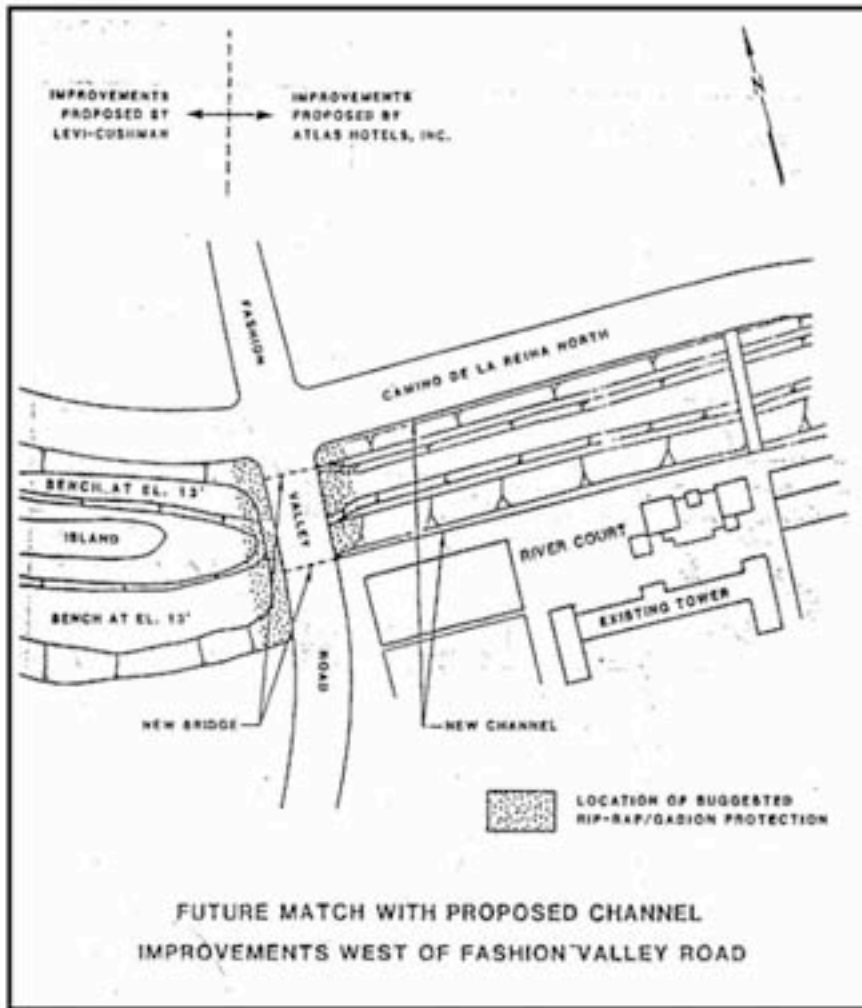 IMPROVEMENTS
PROPOSED BY
LEVI-CUSHMAN
IMPROVEMENTS
PROPOSED BY
ATLAS HOTELS, INC.
N
FASHION
CAMINO DE LA REINA NORTH
VALLEY
BENCH AT EL. 13'
ISLAND
BENCH AT EL. 13'
RIVER COURT
EXISTING TOWER
ROAD
NEW BRIDGE
NEW CHANNEL
LOCATION OF SUGGESTED
RIP-RAP/GABION PROTECTION
FUTURE MATCH WITH PROPOSED CHANNEL
IMPROVEMENTS WEST OF FASHION VALLEY ROAD